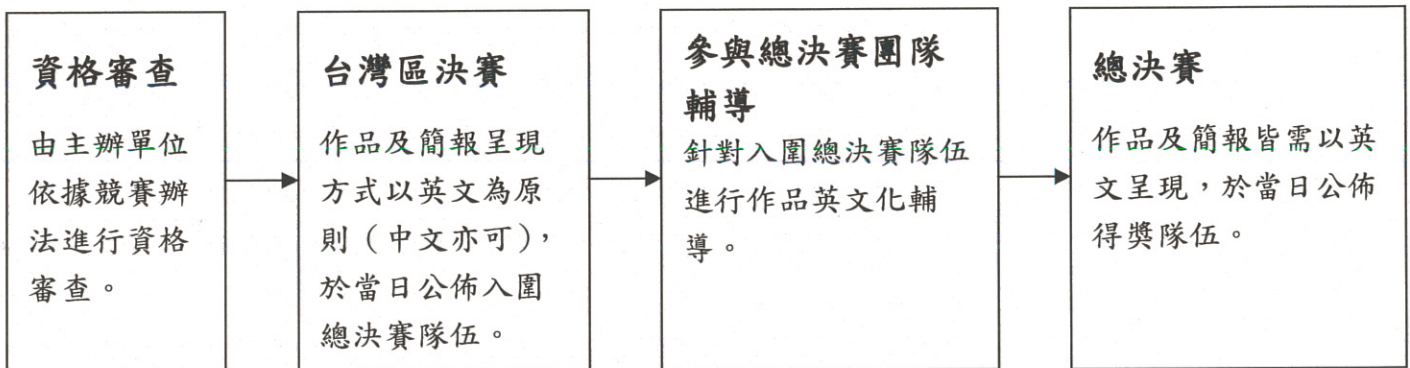 資格審查
由主辦單位
依據競賽辦
法進行資格
審查。
台灣區決賽
作品及簡報呈現
方式以英文為原
則（中文亦可），
於當日公佈入圍
總決賽隊伍。
參與總決賽團隊
輔導
針對入圍總決賽隊伍
進行作品英文化輔
導。
總決賽
作品及簡報皆需以英
文呈現，於當日公佈
得獎隊伍。